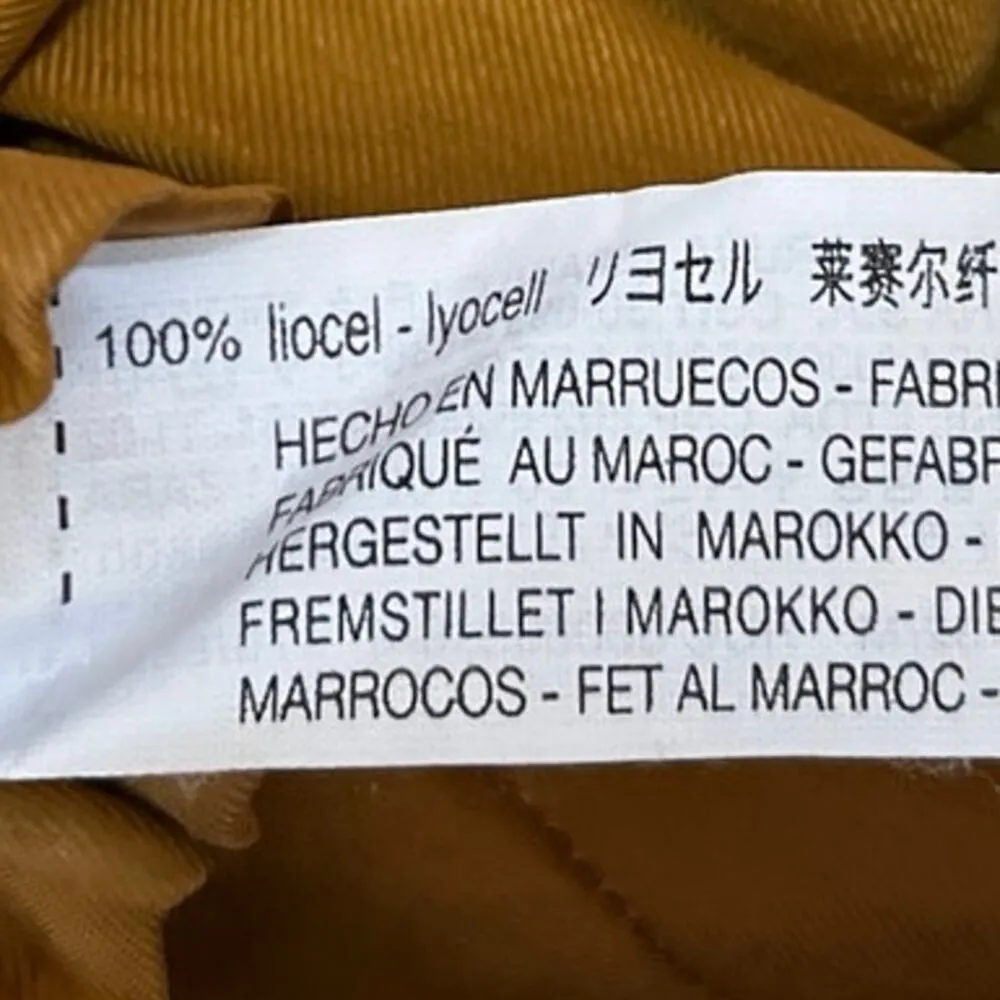 100% liocel - lyocell リヨセル 莱赛尔纤
HECHO EN MARRUECOS - FABRI
FABRIQUÉ AU MAROC - GEFABR
HERGESTELLT IN MAROKKO -
FREMSTILLET I MAROKKO - DIE
MARROCOS - FET AL MARROC -